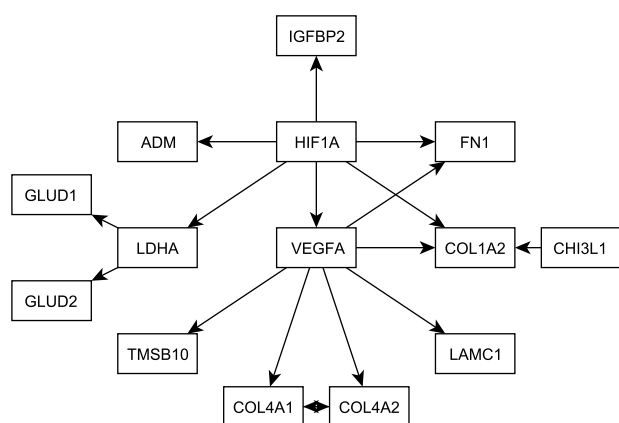 IGFBP2
ADM
HIF1A
FN1
GLUD1
LDHA
VEGFA
COL1A2
CHI3L1
GLUD2
TMSB10
LAMC1
COL4A1
COL4A2